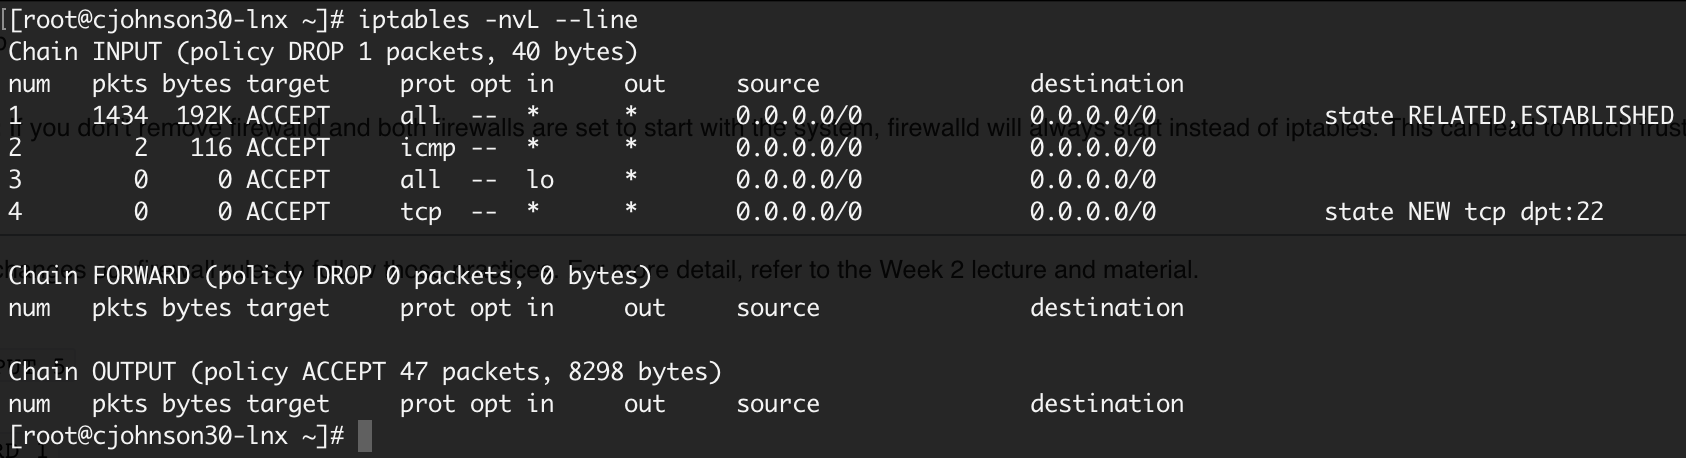 [root@cjohnson30-lnx ~]# iptables -nvL --line
Chain INPUT (policy DROP 1 packets, 40 bytes)
num pkts bytes target prot opt in out source destination
1 1434 192K ACCEPT all -- * * 0.0.0.0/0 0.0.0.0/0 state RELATED,ESTABLISHED
If you don't remove firewalld and both firewalls are set to start with the system, firewalld will always start instead of iptables. This can lead to much frust
2 2 116 ACCEPT icmp -- * * 0.0.0.0/0 0.0.0.0/0
3 0 0 ACCEPT all -- lo * 0.0.0.0/0 0.0.0.0/0
4 0 0 ACCEPT tcp -- * * 0.0.0.0/0 0.0.0.0/0 state NEW tcp dpt:22
Chain FORWARD (policy DROP 0 packets, 0 bytes)
changes firewall rules to follow those practices. For more detail, refer to the Week 2 lecture and material.
num pkts bytes target prot opt in out source destination
Chain OUTPUT (policy ACCEPT 47 packets, 8298 bytes)
num pkts bytes target prot opt in out source destination
[root@cjohnson30-lnx ~]#